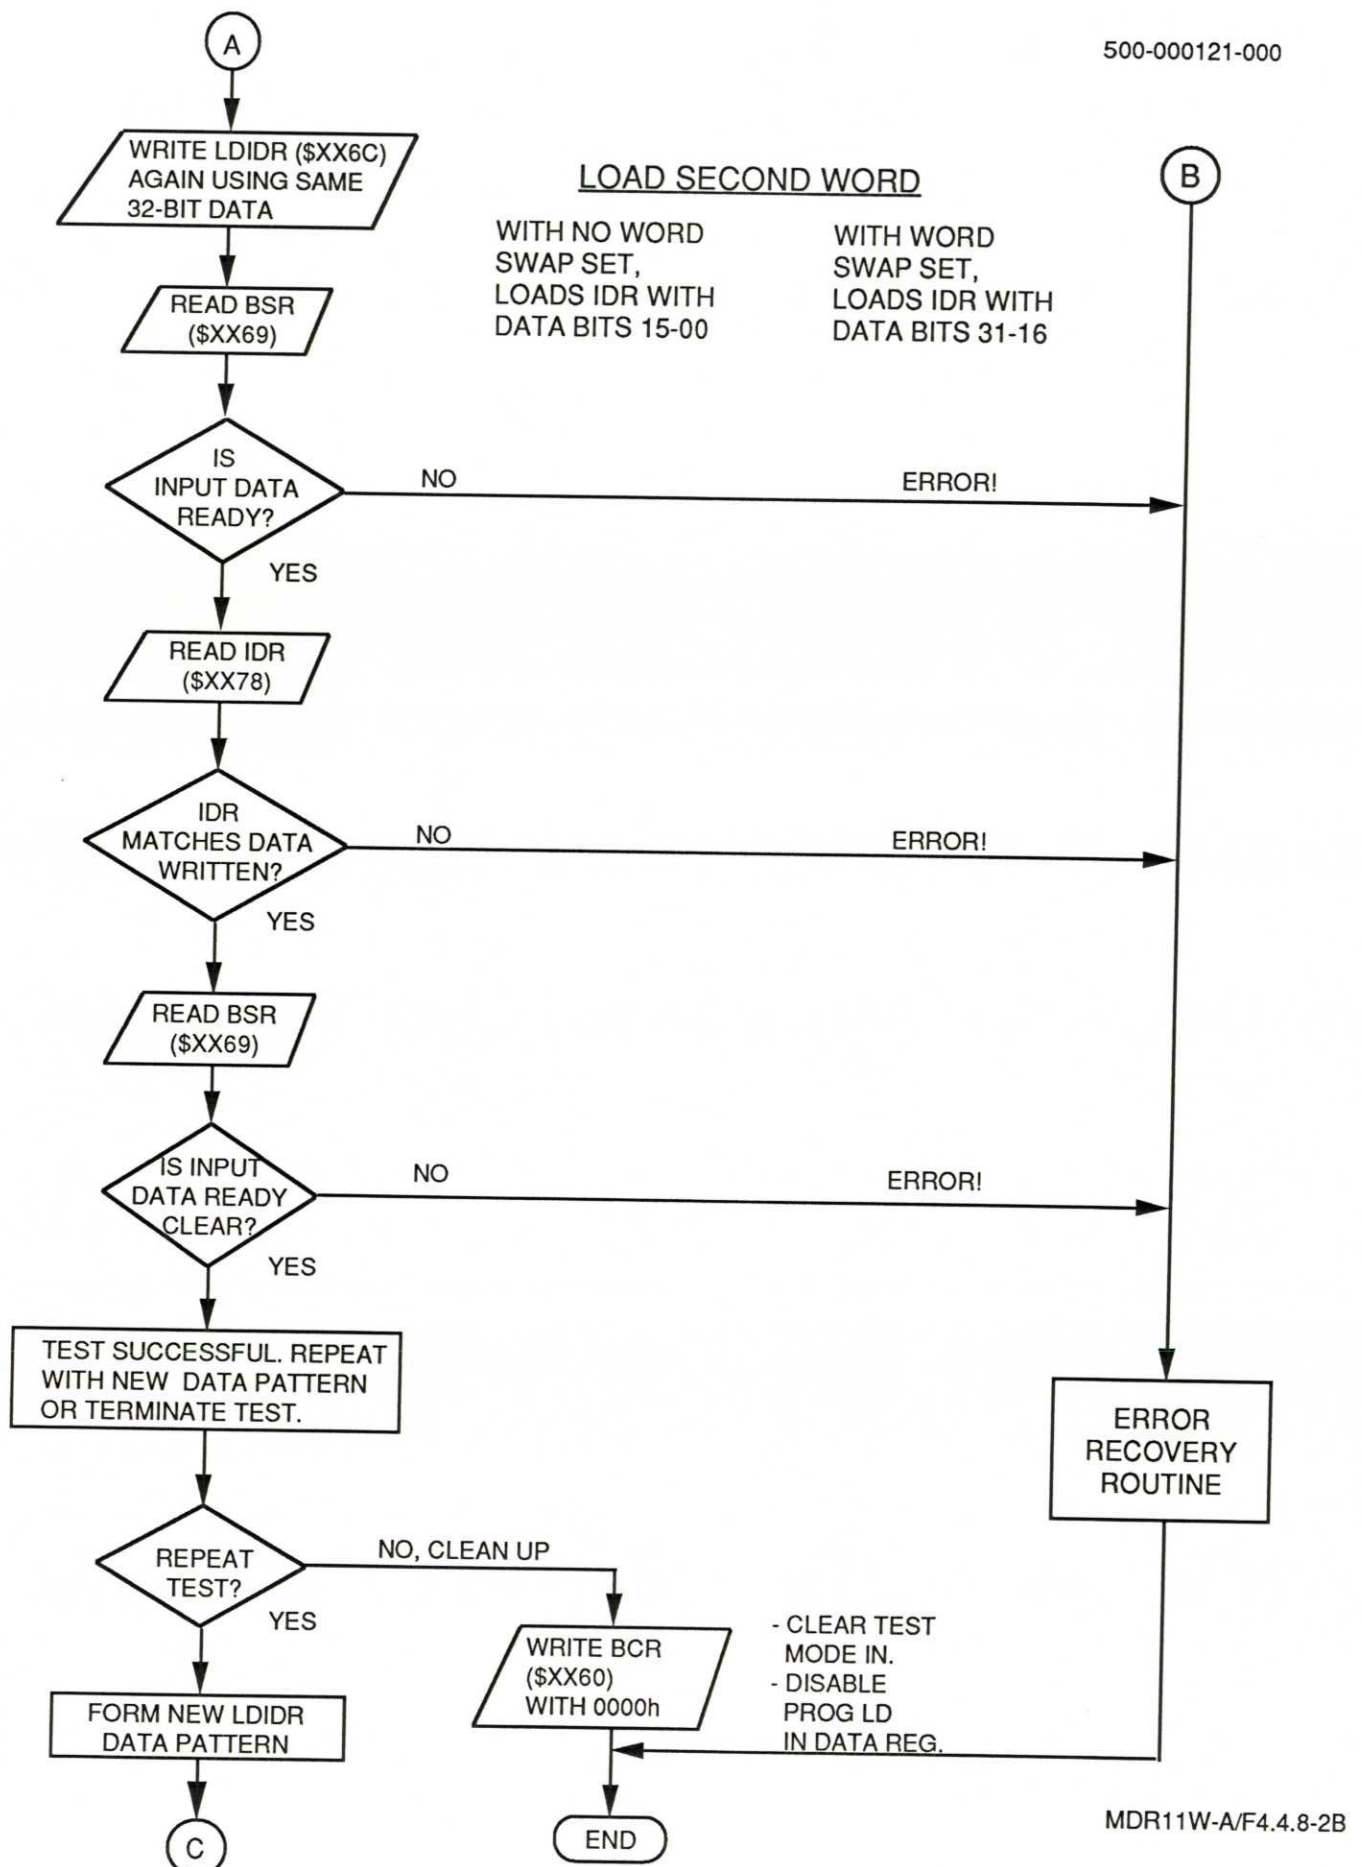 A
500-000121-000
WRITE LDIDR ($XX6C)
AGAIN USING SAME
32-BIT DATA
B
LOAD SECOND WORD
WITH NO WORD
SWAP SET,
LOADS IDR WITH
DATA BITS 15-00
WITH WORD
SWAP SET,
LOADS IDR WITH
DATA BITS 31-16
READ BSR
($XX69)
IS
INPUT DATA
READY?
NO
ERROR!
YES
READ IDR
($XX78)
IDR
MATCHES DATA
WRITTEN?
NO
ERROR!
YES
READ BSR
($XX69)
IS INPUT
DATA READY
CLEAR?
NO
ERROR!
YES
TEST SUCCESSFUL. REPEAT
WITH NEW DATA PATTERN
OR TERMINATE TEST.
ERROR
RECOVERY
ROUTINE
REPEAT
TEST?
NO, CLEAN UP
YES
WRITE BCR
($XX60)
WITH 0000h
- CLEAR TEST
MODE IN.
- DISABLE
PROG LD
IN DATA REG.
FORM NEW LDIDR
DATA PATTERN
C
END
MDR11W-A/F4.4.8-2B